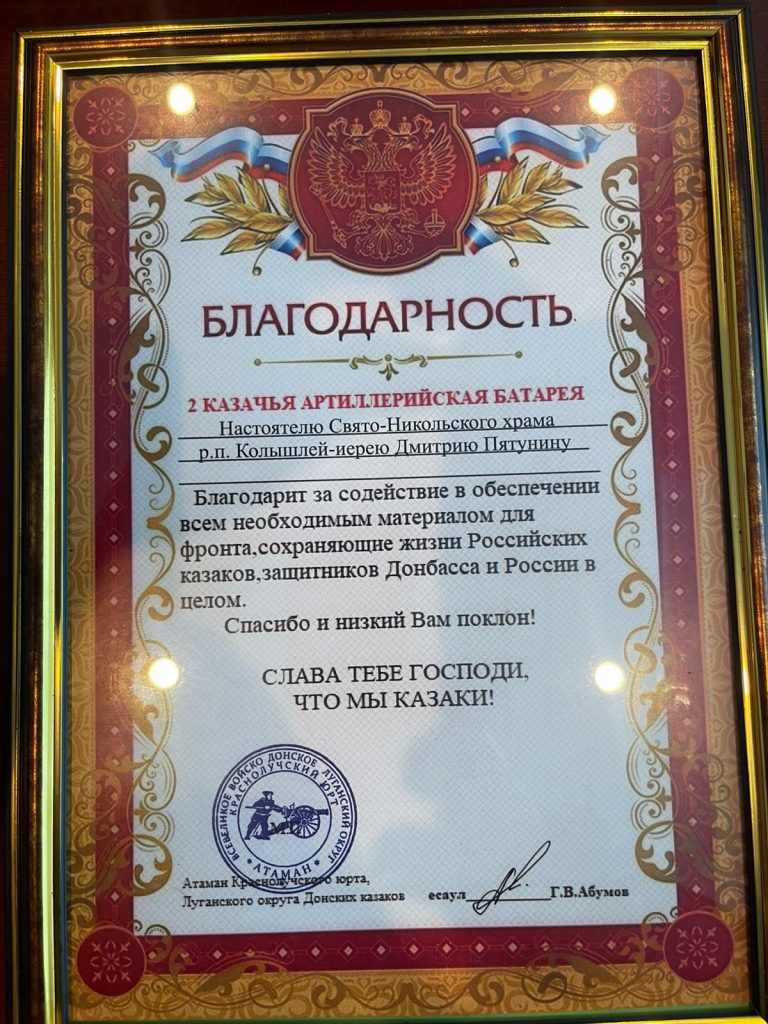 БЛАГОДАРНОСТЬ
2 КАЗАЧЬЯ АРТИЛЛЕРИЙСКАЯ БАТАРЕЯ
Настоятелю Свято-Никольского храма
р.п. Колышлей-иерею Дмитрию Пятунину
Благодарит за содействие в обеспечении
всем необходимым материалом для
фронта,сохраняющие жизни Российских
казаков,защитников Донбасса и России в
целом.
Спасибо и низкий Вам поклон!
СЛАВА ТЕБЕ ГОСПОДИ,
ЧТО МЫ КАЗАКИ!
ВСЕВЕЛИКОЕ ВОЙСКО ДОНСКОЕ ЛУГАНСКИЙ ОКРУГ
КРАСНОЛУЧСКИЙ ЮРТ
* АТАМАН *
Атаман Краснолучского юрта,
Луганского округа Донских казаков есаул Г.В.Абумов